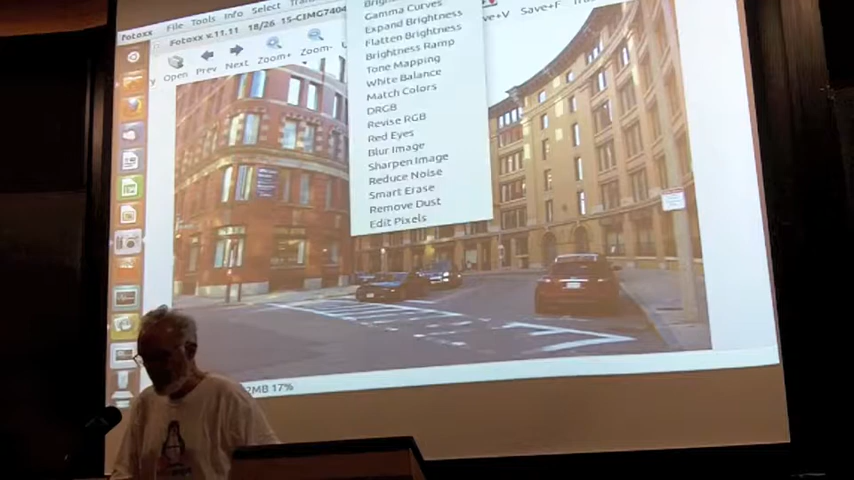 Fotoxx File Tools Info Select
Fotoxx v.11.11 18/26 15-CIMG7404
Open Prev Next Zoom+ Zoom-
ve+V Save+F
Gamma Curves
Expand Brightness
Flatten Brightness
Brightness Ramp
Tone Mapping
White Balance
Match Colors
DRGB
Revise RGB
Red Eyes
Blur Image
Sharpen Image
Reduce Noise
Smart Erase
Remove Dust
Edit Pixels
2MB 17%